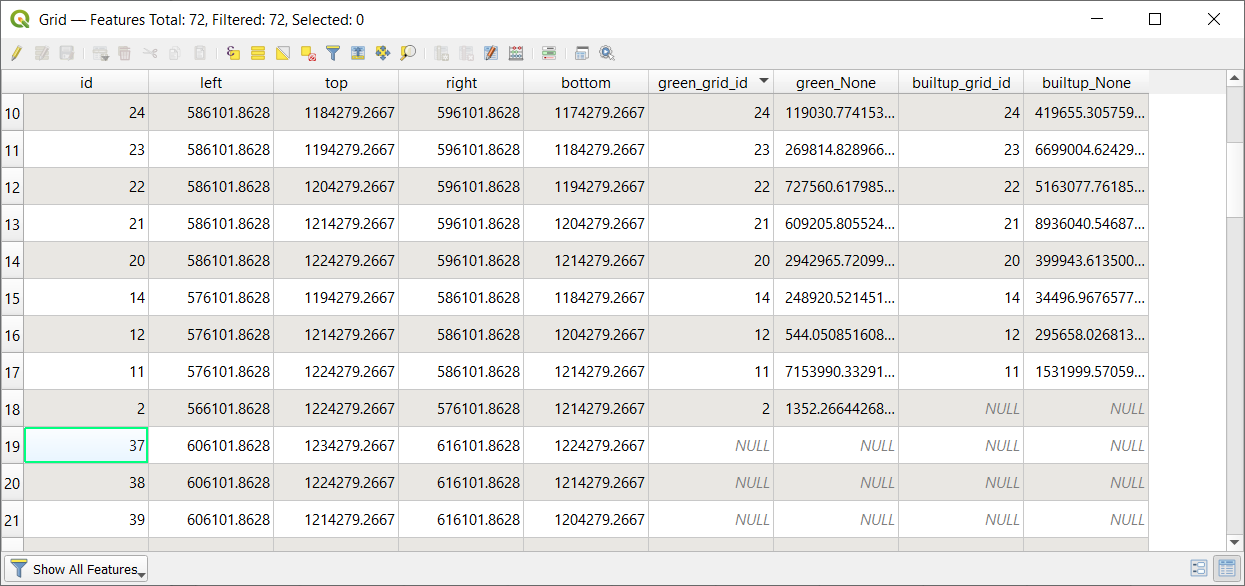 Grid — Features Total: 72, Filtered: 72, Selected: 0
id left top right bottom green_grid_id green_None builtup_grid_id builtup_None
10 24 586101.8628 1184279.2667 596101.8628 1174279.2667 24 119030.774153... 24 419655.305759...
11 23 586101.8628 1194279.2667 596101.8628 1184279.2667 23 269814.828966... 23 6699004.62429...
12 22 586101.8628 1204279.2667 596101.8628 1194279.2667 22 727560.617985... 22 5163077.76185...
13 21 586101.8628 1214279.2667 596101.8628 1204279.2667 21 609205.805524... 21 8936040.54687...
14 20 586101.8628 1224279.2667 596101.8628 1214279.2667 20 2942965.72099... 20 399943.613500...
15 14 576101.8628 1194279.2667 586101.8628 1184279.2667 14 248920.521451... 14 34496.9676577...
16 12 576101.8628 1214279.2667 586101.8628 1204279.2667 12 544.050851608... 12 295658.026813...
17 11 576101.8628 1224279.2667 586101.8628 1214279.2667 11 7153990.33291... 11 1531999.57059...
18 2 566101.8628 1224279.2667 576101.8628 1214279.2667 2 1352.26644268... NULL NULL
19 37 606101.8628 1234279.2667 616101.8628 1224279.2667 NULL NULL NULL NULL
20 38 606101.8628 1224279.2667 616101.8628 1214279.2667 NULL NULL NULL NULL
21 39 606101.8628 1214279.2667 616101.8628 1204279.2667 NULL NULL NULL NULL
Show All Features